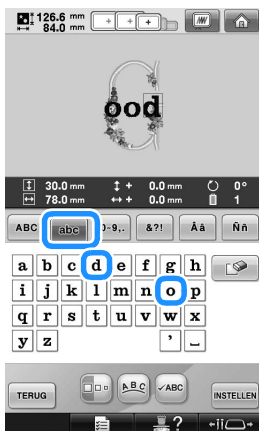 126.6 mm
84.0 mm
+ + +
ood
30.0 mm + 0.0 mm 0°
78.0 mm + 0.0 mm 1
ABC abc 0-9,. &?! Ää Ññ
a b c d e f g h
i j k l m n o p
q r s t u v w x
y z ' ⎵
TERUG ABC ✓ABC INSTELLEN
?